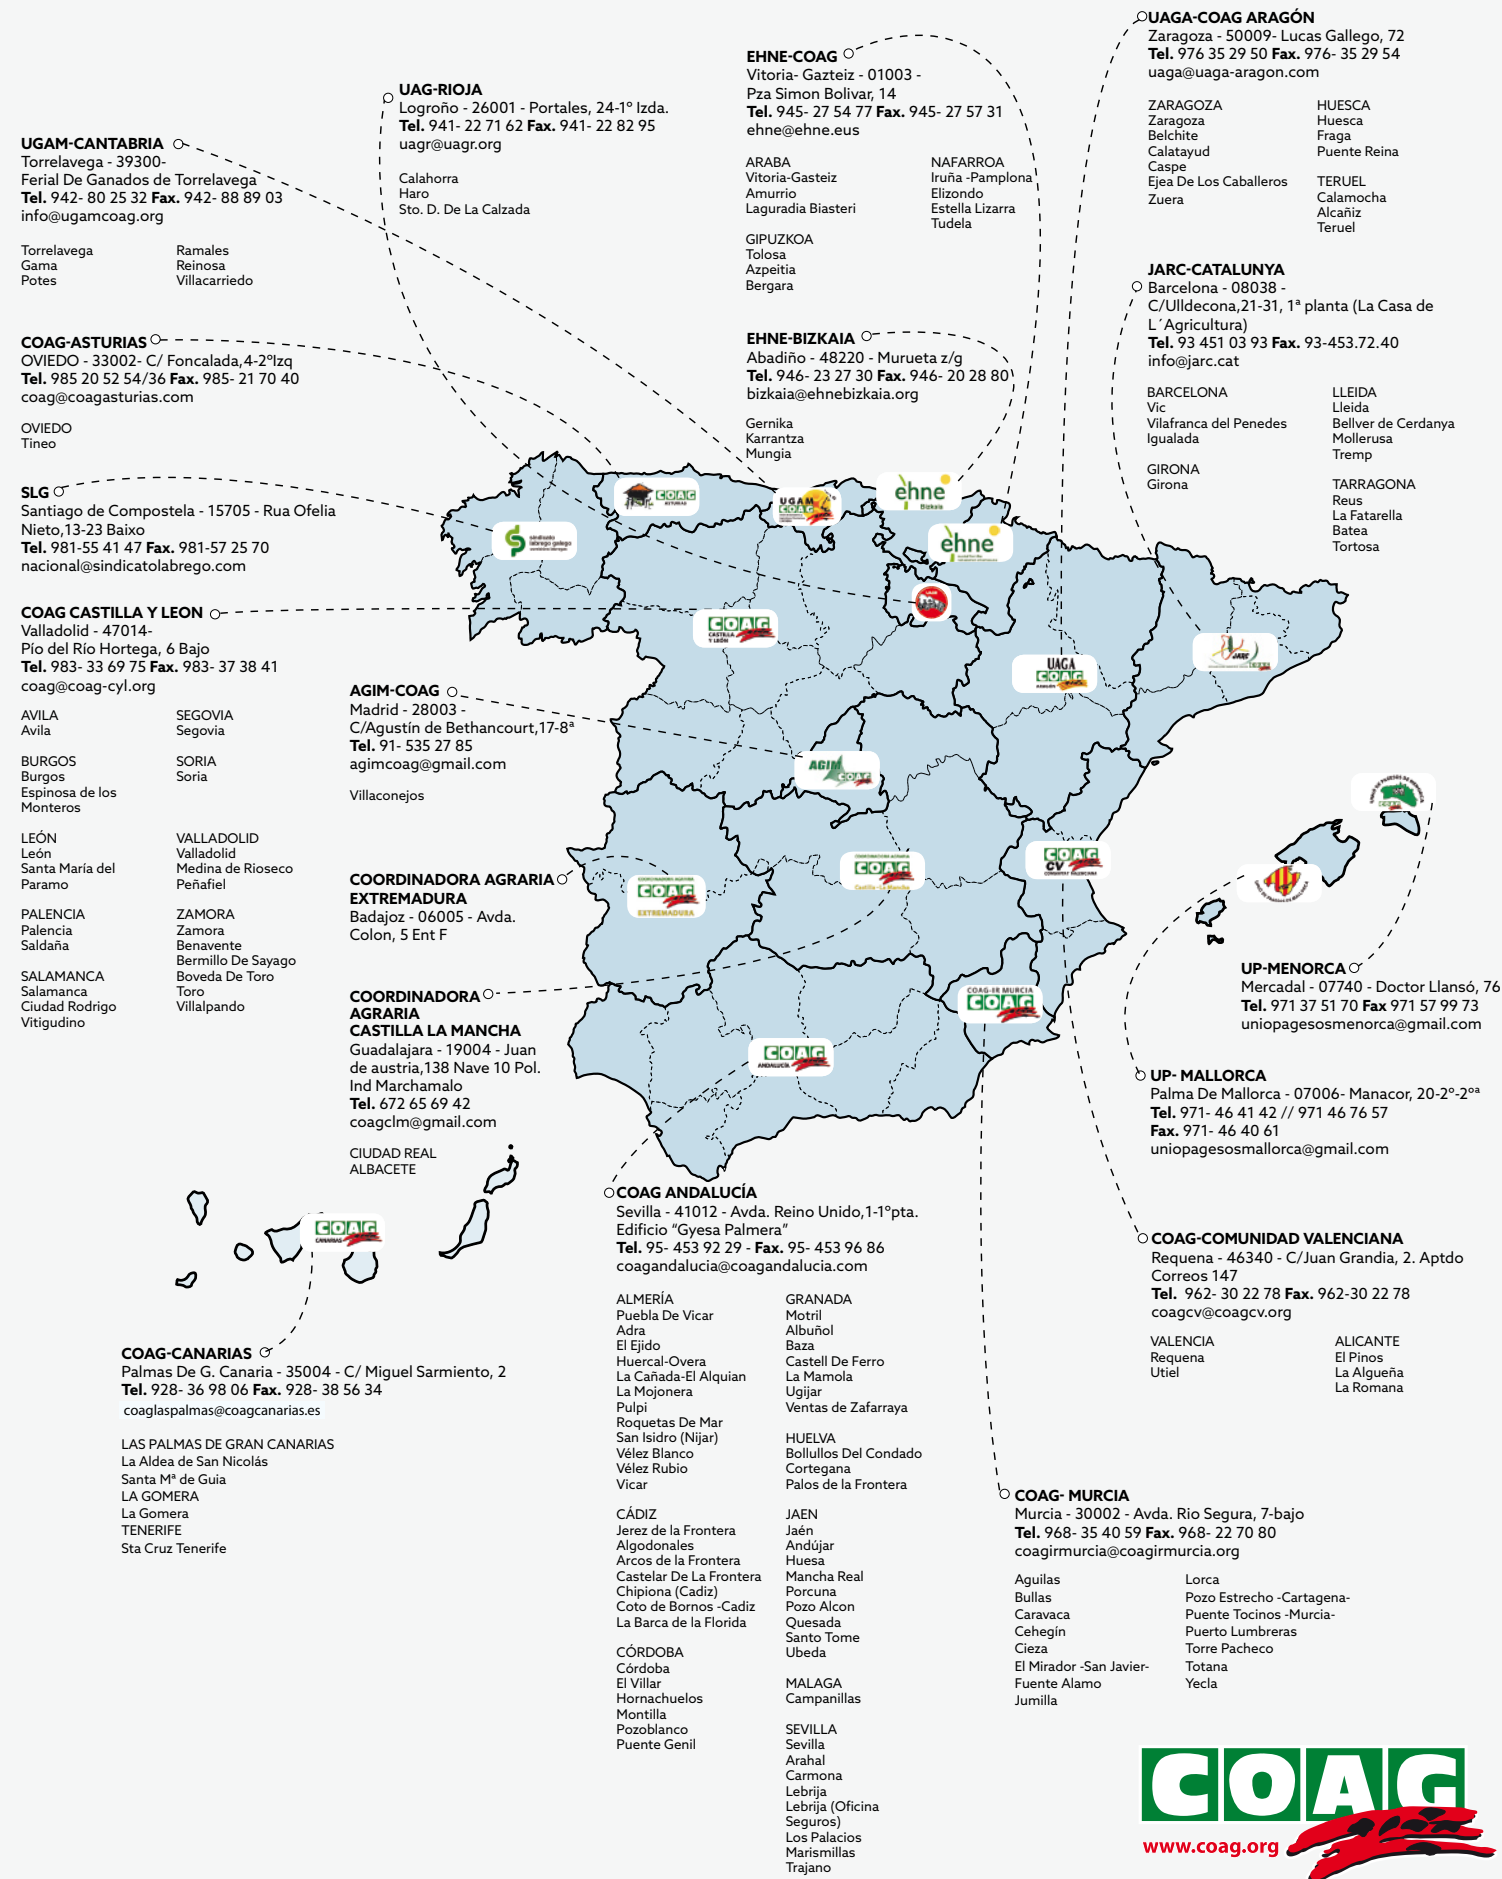 UGAM-CANTABRIA
Torrelavega - 39300-
Ferial De Ganados de Torrelavega
Tel. 942- 80 25 32 Fax. 942- 88 89 03
info@ugamcoag.org
Torrelavega
Gama
Potes
Ramales
Reinosa
Villacarriedo
COAG-ASTURIAS
OVIEDO - 33002- C/ Foncalada,4-2ºIzq
Tel. 985 20 52 54/36 Fax. 985- 21 70 40
coag@coagasturias.com
OVIEDO
Tineo
SLG
Santiago de Compostela - 15705 - Rua Ofelia
Nieto,13-23 Baixo
Tel. 981-55 41 47 Fax. 981-57 25 70
nacional@sindicatolabrego.com
COAG CASTILLA Y LEON
Valladolid - 47014-
Pío del Río Hortega, 6 Bajo
Tel. 983- 33 69 75 Fax. 983- 37 38 41
coag@coag-cyl.org
AVILA
Avila
BURGOS
Burgos
Espinosa de los
Monteros
LEÓN
León
Santa María del
Paramo
PALENCIA
Palencia
Saldaña
SALAMANCA
Salamanca
Ciudad Rodrigo
Vitigudino
SEGOVIA
Segovia
SORIA
Soria
VALLADOLID
Valladolid
Medina de Rioseco
Peñafiel
ZAMORA
Zamora
Benavente
Bermillo De Sayago
Boveda De Toro
Toro
Villalpando
UAG-RIOJA
Logroño - 26001 - Portales, 24-1º Izda.
Tel. 941- 22 71 62 Fax. 941- 22 82 95
uagr@uagr.org
Calahorra
Haro
Sto. D. De La Calzada
EHNE-COAG
Vitoria- Gazteiz - 01003 -
Pza Simon Bolivar, 14
Tel. 945- 27 54 77 Fax. 945- 27 57 31
ehne@ehne.eus
ARABA
Vitoria-Gasteiz
Amurrio
Laguradia Biasteri
GIPUZKOA
Tolosa
Azpeitia
Bergara
NAFARROA
Iruña -Pamplona
Elizondo
Estella Lizarra
Tudela
EHNE-BIZKAIA
Abadiño - 48220 - Murueta z/g
Tel. 946- 23 27 30 Fax. 946- 20 28 80
bizkaia@ehnebizkaia.org
Gernika
Karrantza
Mungia
UAGA-COAG ARAGÓN
Zaragoza - 50009- Lucas Gallego, 72
Tel. 976 35 29 50 Fax. 976- 35 29 54
uaga@uaga-aragon.com
ZARAGOZA
Zaragoza
Belchite
Calatayud
Caspe
Ejea De Los Caballeros
Zuera
HUESCA
Huesca
Fraga
Puente Reina
TERUEL
Calamocha
Alcañiz
Teruel
JARC-CATALUNYA
Barcelona - 08038 -
C/Ulldecona,21-31, 1ª planta (La Casa de
L´Agricultura)
Tel. 93 451 03 93 Fax. 93-453.72.40
info@jarc.cat
BARCELONA
Vic
Vilafranca del Penedes
Igualada
GIRONA
Girona
LLEIDA
Lleida
Bellver de Cerdanya
Mollerusa
Tremp
TARRAGONA
Reus
La Fatarella
Batea
Tortosa
COAG
ASTURIAS
UGAM
COAG
ehne
Bizkaia
sindicato
labrego galego
ehne
COAG
CASTILLA
Y LEÓN
UAGA
COAG
ARAGÓN
JARC
AGIM
COAG
COORDINADORA AGRARIA
COAG
EXTREMADURA
COORDINADORA AGRARIA
COAG
Castilla-La Mancha
COAG
CV
COMUNITAT VALENCIANA
COAG-IR MURCIA
COAG
COAG
ANDALUCÍA
COAG
CANARIAS
AGIM-COAG
Madrid - 28003 -
C/Agustín de Bethancourt,17-8ª
Tel. 91- 535 27 85
agimcoag@gmail.com
Villaconejos
COORDINADORA AGRARIA
EXTREMADURA
Badajoz - 06005 - Avda.
Colon, 5 Ent F
COORDINADORA
AGRARIA
CASTILLA LA MANCHA
Guadalajara - 19004 - Juan
de austria,138 Nave 10 Pol.
Ind Marchamalo
Tel. 672 65 69 42
coagclm@gmail.com
CIUDAD REAL
ALBACETE
UP-MENORCA
Mercadal - 07740 - Doctor Llansó, 76
Tel. 971 37 51 70 Fax 971 57 99 73
uniopagesosmenorca@gmail.com
UP- MALLORCA
Palma De Mallorca - 07006- Manacor, 20-2º-2ºª
Tel. 971- 46 41 42 // 971 46 76 57
Fax. 971- 46 40 61
uniopagesosmallorca@gmail.com
COAG-COMUNIDAD VALENCIANA
Requena - 46340 - C/Juan Grandia, 2. Aptdo
Correos 147
Tel. 962- 30 22 78 Fax. 962-30 22 78
coagcv@coagcv.org
VALENCIA
Requena
Utiel
ALICANTE
El Pinos
La Algueña
La Romana
COAG-CANARIAS
Palmas De G. Canaria - 35004 - C/ Miguel Sarmiento, 2
Tel. 928- 36 98 06 Fax. 928- 38 56 34
coaglaspalmas@coagcanarias.es
LAS PALMAS DE GRAN CANARIAS
La Aldea de San Nicolás
Santa Mª de Guia
LA GOMERA
La Gomera
TENERIFE
Sta Cruz Tenerife
COAG ANDALUCÍA
Sevilla - 41012 - Avda. Reino Unido,1-1ºpta.
Edificio “Gyesa Palmera”
Tel. 95- 453 92 29 - Fax. 95- 453 96 86
coagandalucia@coagandalucia.com
ALMERÍA
Puebla De Vicar
Adra
El Ejido
Huercal-Overa
La Cañada-El Alquian
La Mojonera
Pulpi
Roquetas De Mar
San Isidro (Nijar)
Vélez Blanco
Vélez Rubio
Vicar
CÁDIZ
Jerez de la Frontera
Algodonales
Arcos de la Frontera
Castelar De La Frontera
Chipiona (Cadiz)
Coto de Bornos -Cadiz
La Barca de la Florida
CÓRDOBA
Córdoba
El Villar
Hornachuelos
Montilla
Pozoblanco
Puente Genil
GRANADA
Motril
Albuñol
Baza
Castell De Ferro
La Mamola
Ugijar
Ventas de Zafarraya
HUELVA
Bollullos Del Condado
Cortegana
Palos de la Frontera
JAEN
Jaén
Andújar
Huesa
Mancha Real
Porcuna
Pozo Alcon
Quesada
Santo Tome
Ubeda
MALAGA
Campanillas
SEVILLA
Sevilla
Arahal
Carmona
Lebrija
Lebrija (Oficina
Seguros)
Los Palacios
Marismillas
Trajano
COAG- MURCIA
Murcia - 30002 - Avda. Rio Segura, 7-bajo
Tel. 968- 35 40 59 Fax. 968- 22 70 80
coagirmurcia@coagirmurcia.org
Aguilas
Bullas
Caravaca
Cehegín
Cieza
El Mirador -San Javier-
Fuente Alamo
Jumilla
Lorca
Pozo Estrecho -Cartagena-
Puente Tocinos -Murcia-
Puerto Lumbreras
Torre Pacheco
Totana
Yecla
COAG
www.coag.org